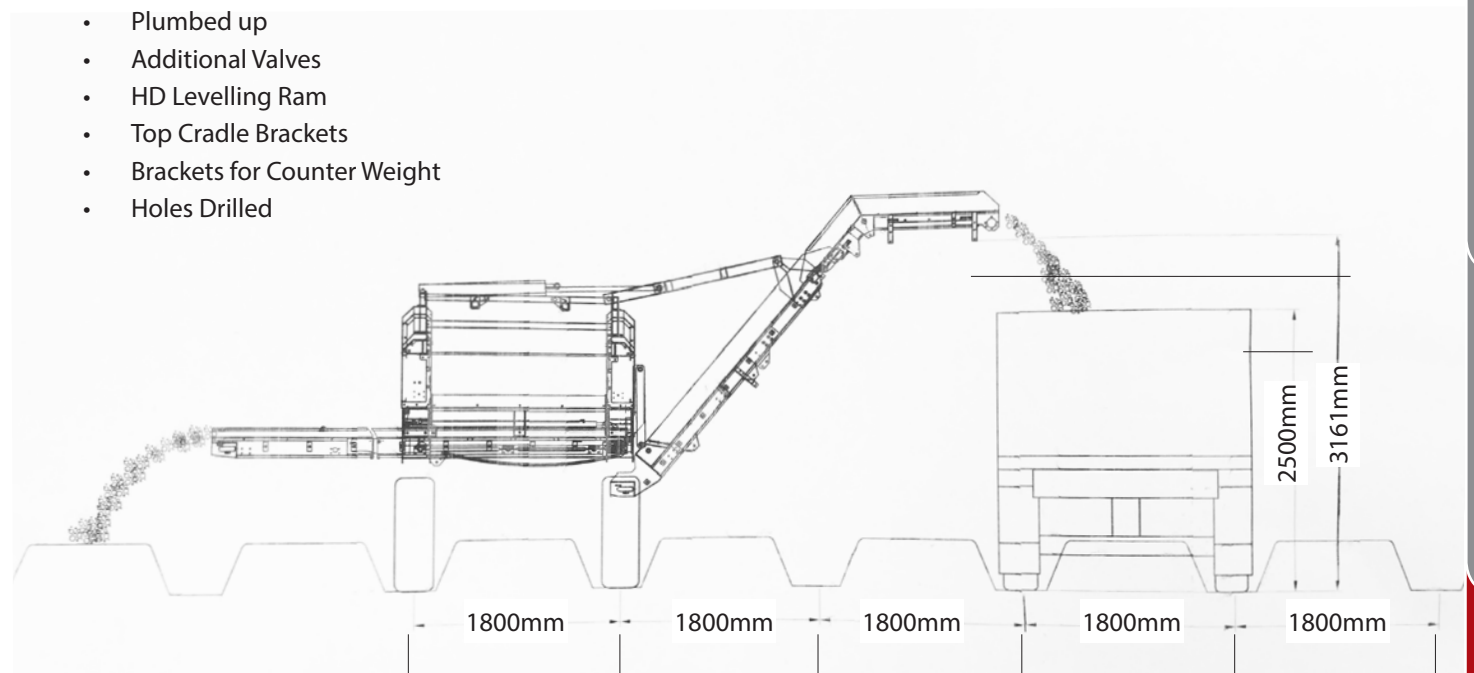 • Plumbed up
• Additional Valves
• HD Levelling Ram
• Top Cradle Brackets
• Brackets for Counter Weight
• Holes Drilled
2500mm
3161mm
1800mm 1800mm 1800mm 1800mm 1800mm